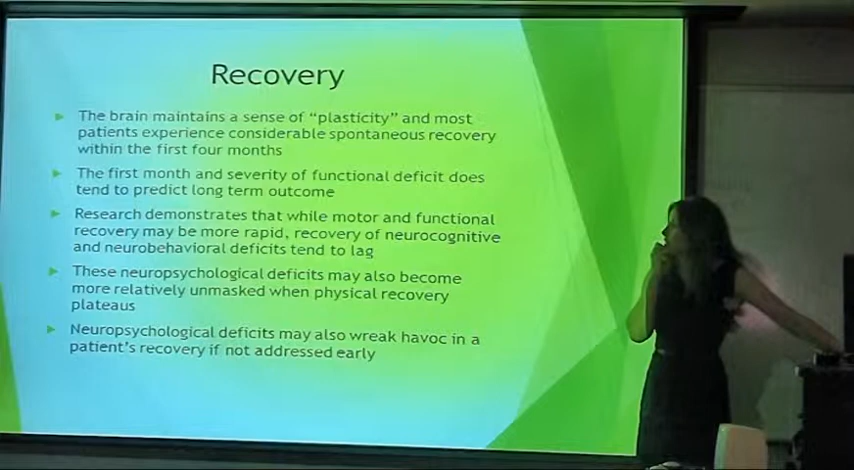 Recovery
The brain maintains a sense of “plasticity” and most
patients experience considerable spontaneous recovery
within the first four months
The first month and severity of functional deficit does
tend to predict long term outcome
Research demonstrates that while motor and functional
recovery may be more rapid, recovery of neurocognitive
and neurobehavioral deficits tend to lag
These neuropsychological deficits may also become
more relatively unmasked when physical recovery
plateaus
Neuropsychological deficits may also wreak havoc in a
patient’s recovery if not addressed early